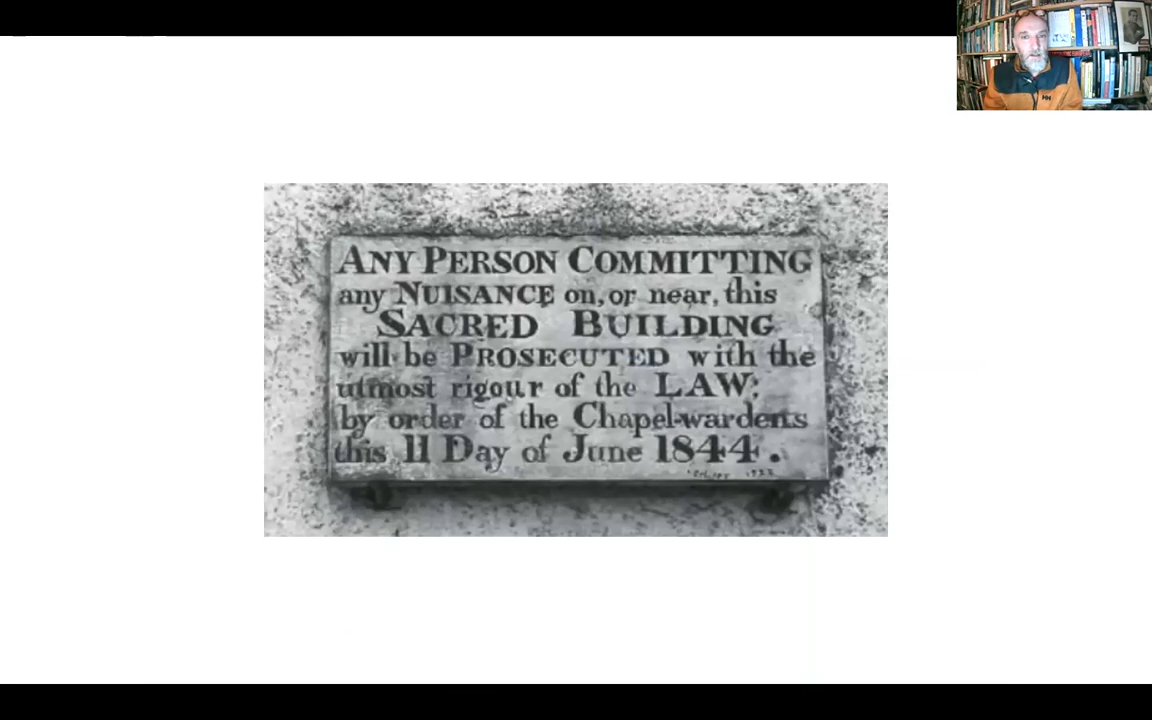 ANY PERSON COMMITTING
any NUISANCE on, or near, this
SACRED BUILDING
will be PROSECUTED with the
utmost rigour of the LAW;
by order of the Chapel-wardens
this 11 Day of June 1844.
HH